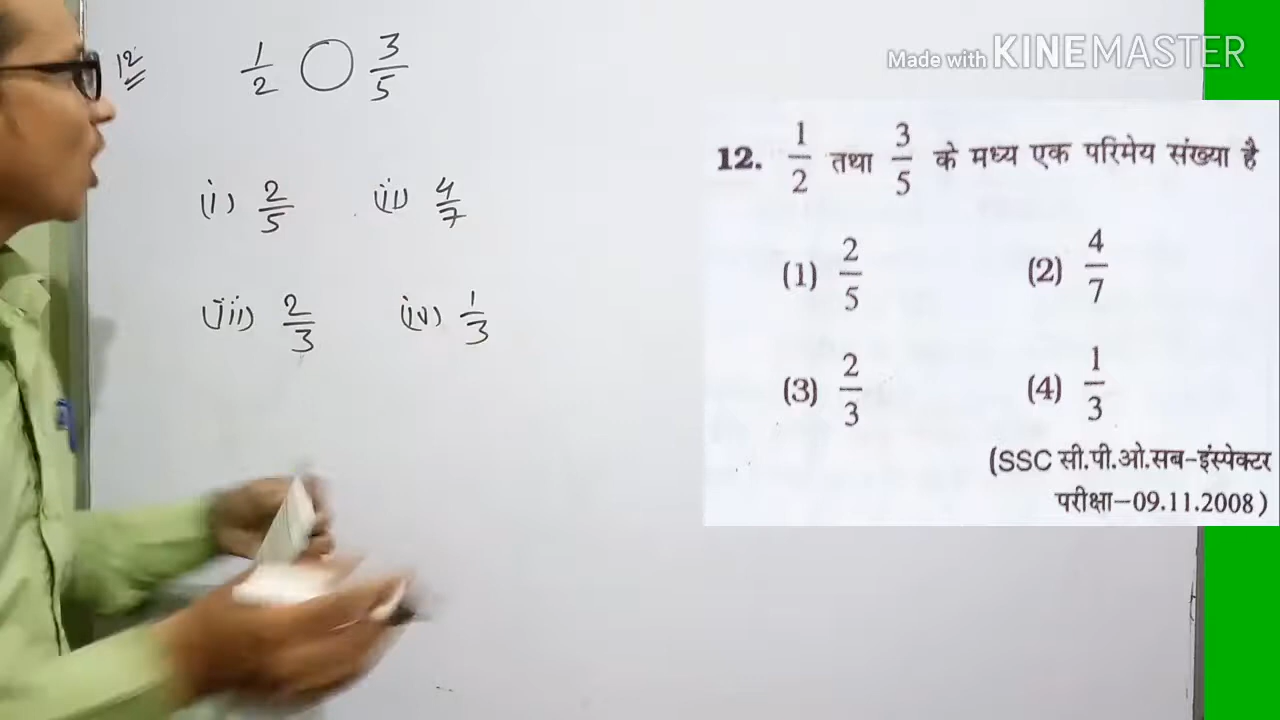 Made with KINEMASTER
12 1/2 ◯ 3/5
(i) 2/5 (ii) 4/7
(iii) 2/3 (iv) 1/3
12. 1/2 तथा 3/5 के मध्य एक परिमेय संख्या है
(1) 2/5 (2) 4/7
(3) 2/3 (4) 1/3
(SSC सी.पी.ओ.सब-इंस्पेक्टर
परीक्षा–09.11.2008)